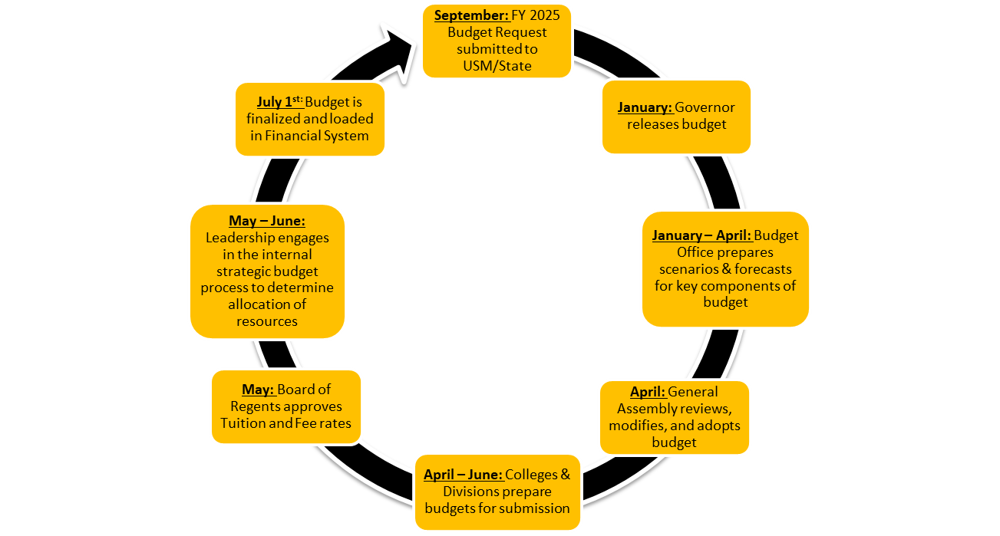 September: FY 2025
Budget Request
submitted to
USM/State
January: Governor
releases budget
January – April: Budget
Office prepares
scenarios & forecasts
for key components of
budget
April: General
Assembly reviews,
modifies, and adopts
budget
April – June: Colleges &
Divisions prepare
budgets for submission
May: Board of
Regents approves
Tuition and Fee rates
May – June:
Leadership engages
in the internal
strategic budget
process to determine
allocation of
resources
July 1st: Budget is
finalized and loaded
in Financial System